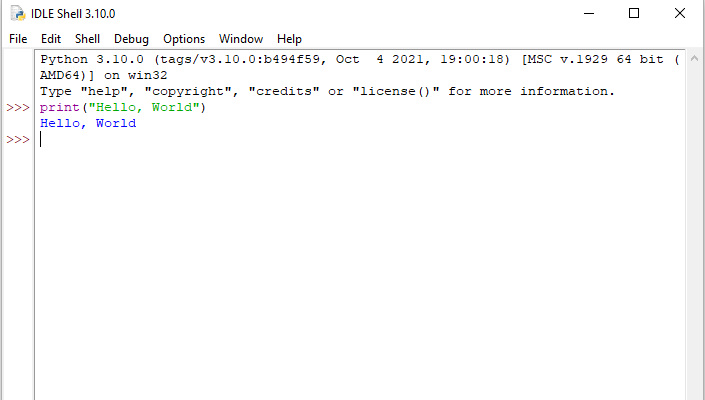 IDLE Shell 3.10.0
File Edit Shell Debug Options Window Help
Python 3.10.0 (tags/v3.10.0:b494f59, Oct  4 2021, 19:00:18) [MSC v.1929 64 bit (
AMD64)] on win32
Type "help", "copyright", "credits" or "license()" for more information.
>>> print("Hello, World")
Hello, World
>>>